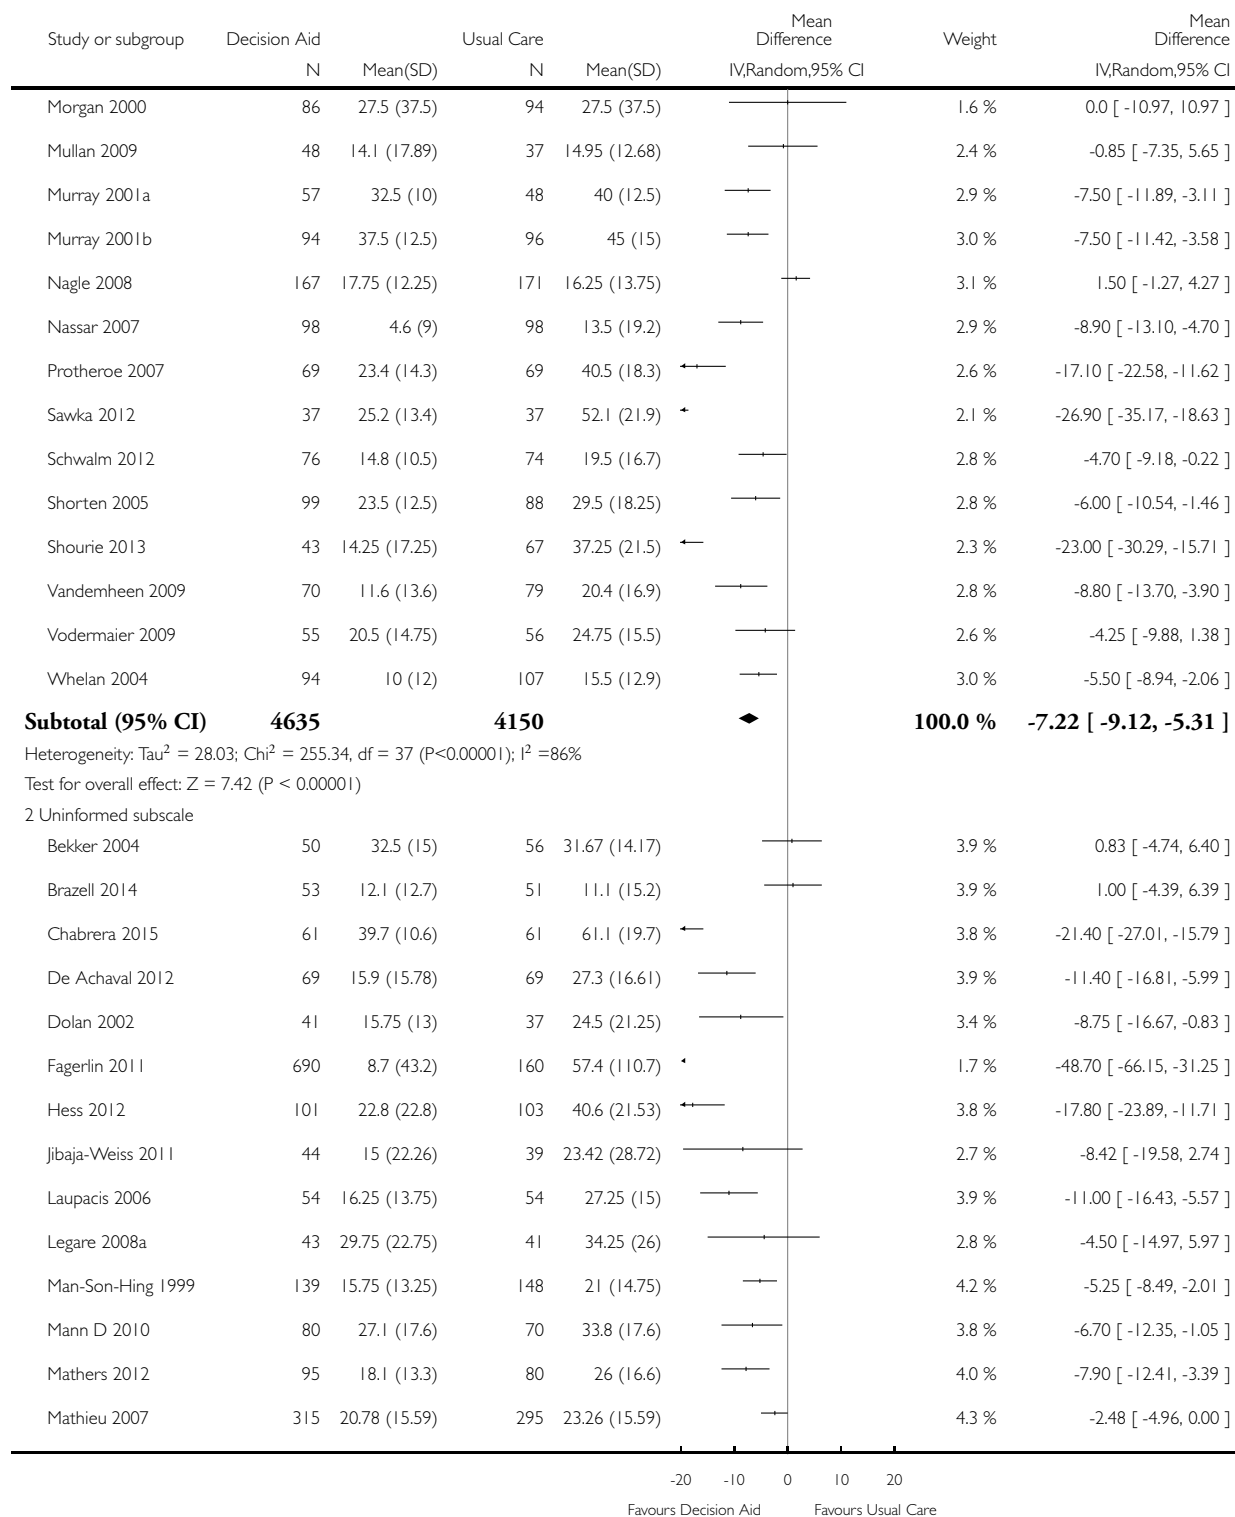 Mean Mean
Study or subgroup Decision Aid Usual Care Difference Weight Difference
N Mean(SD) N Mean(SD) IV,Random,95% CI IV,Random,95% CI
Morgan 2000 86 27.5 (37.5) 94 27.5 (37.5) 1.6 % 0.0 [ -10.97, 10.97 ]
Mullan 2009 48 14.1 (17.89) 37 14.95 (12.68) 2.4 % -0.85 [ -7.35, 5.65 ]
Murray 2001a 57 32.5 (10) 48 40 (12.5) 2.9 % -7.50 [ -11.89, -3.11 ]
Murray 2001b 94 37.5 (12.5) 96 45 (15) 3.0 % -7.50 [ -11.42, -3.58 ]
Nagle 2008 167 17.75 (12.25) 171 16.25 (13.75) 3.1 % 1.50 [ -1.27, 4.27 ]
Nassar 2007 98 4.6 (9) 98 13.5 (19.2) 2.9 % -8.90 [ -13.10, -4.70 ]
Protheroe 2007 69 23.4 (14.3) 69 40.5 (18.3) 2.6 % -17.10 [ -22.58, -11.62 ]
Sawka 2012 37 25.2 (13.4) 37 52.1 (21.9) 2.1 % -26.90 [ -35.17, -18.63 ]
Schwalm 2012 76 14.8 (10.5) 74 19.5 (16.7) 2.8 % -4.70 [ -9.18, -0.22 ]
Shorten 2005 99 23.5 (12.5) 88 29.5 (18.25) 2.8 % -6.00 [ -10.54, -1.46 ]
Shourie 2013 43 14.25 (17.25) 67 37.25 (21.5) 2.3 % -23.00 [ -30.29, -15.71 ]
Vandemheen 2009 70 11.6 (13.6) 79 20.4 (16.9) 2.8 % -8.80 [ -13.70, -3.90 ]
Vodermaier 2009 55 20.5 (14.75) 56 24.75 (15.5) 2.6 % -4.25 [ -9.88, 1.38 ]
Whelan 2004 94 10 (12) 107 15.5 (12.9) 3.0 % -5.50 [ -8.94, -2.06 ]
Subtotal (95% CI) 4635 4150 100.0 % -7.22 [ -9.12, -5.31 ]
Heterogeneity: Tau² = 28.03; Chi² = 255.34, df = 37 (P<0.00001); I² =86%
Test for overall effect: Z = 7.42 (P < 0.00001)
2 Uninformed subscale
Bekker 2004 50 32.5 (15) 56 31.67 (14.17) 3.9 % 0.83 [ -4.74, 6.40 ]
Brazell 2014 53 12.1 (12.7) 51 11.1 (15.2) 3.9 % 1.00 [ -4.39, 6.39 ]
Chabrera 2015 61 39.7 (10.6) 61 61.1 (19.7) 3.8 % -21.40 [ -27.01, -15.79 ]
De Achaval 2012 69 15.9 (15.78) 69 27.3 (16.61) 3.9 % -11.40 [ -16.81, -5.99 ]
Dolan 2002 41 15.75 (13) 37 24.5 (21.25) 3.4 % -8.75 [ -16.67, -0.83 ]
Fagerlin 2011 690 8.7 (43.2) 160 57.4 (110.7) 1.7 % -48.70 [ -66.15, -31.25 ]
Hess 2012 101 22.8 (22.8) 103 40.6 (21.53) 3.8 % -17.80 [ -23.89, -11.71 ]
Jibaja-Weiss 2011 44 15 (22.26) 39 23.42 (28.72) 2.7 % -8.42 [ -19.58, 2.74 ]
Laupacis 2006 54 16.25 (13.75) 54 27.25 (15) 3.9 % -11.00 [ -16.43, -5.57 ]
Legare 2008a 43 29.75 (22.75) 41 34.25 (26) 2.8 % -4.50 [ -14.97, 5.97 ]
Man-Son-Hing 1999 139 15.75 (13.25) 148 21 (14.75) 4.2 % -5.25 [ -8.49, -2.01 ]
Mann D 2010 80 27.1 (17.6) 70 33.8 (17.6) 3.8 % -6.70 [ -12.35, -1.05 ]
Mathers 2012 95 18.1 (13.3) 80 26 (16.6) 4.0 % -7.90 [ -12.41, -3.39 ]
Mathieu 2007 315 20.78 (15.59) 295 23.26 (15.59) 4.3 % -2.48 [ -4.96, 0.00 ]
-20 -10 0 10 20
Favours Decision Aid Favours Usual Care